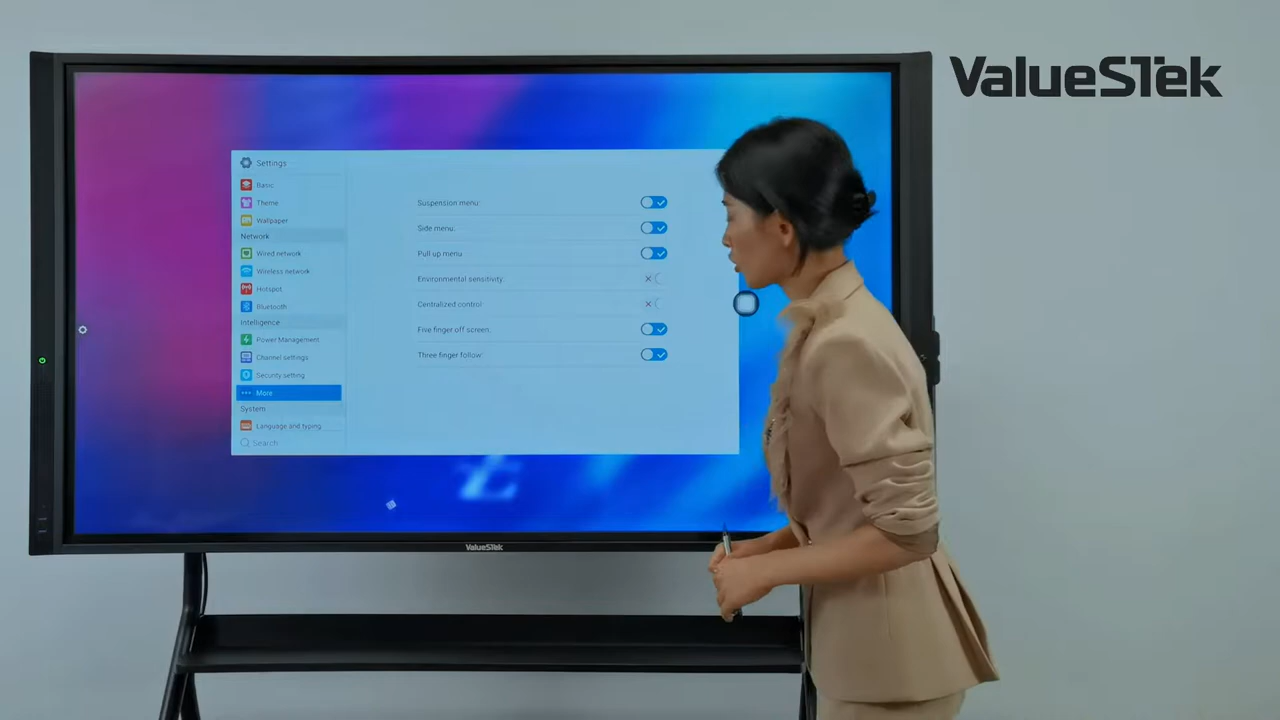 ValueSTek
Settings
Basic
Theme
Wallpaper
Network
Wired network
Wireless network
Hotspot
Bluetooth
Intelligence
Power Management
Channel settings
Security setting
More
System
Language and typing
Search
Suspension menu
Side menu
Pull up menu
Environmental sensitivity
Centralized control
Five finger off screen
Three finger follow
ValueSTek